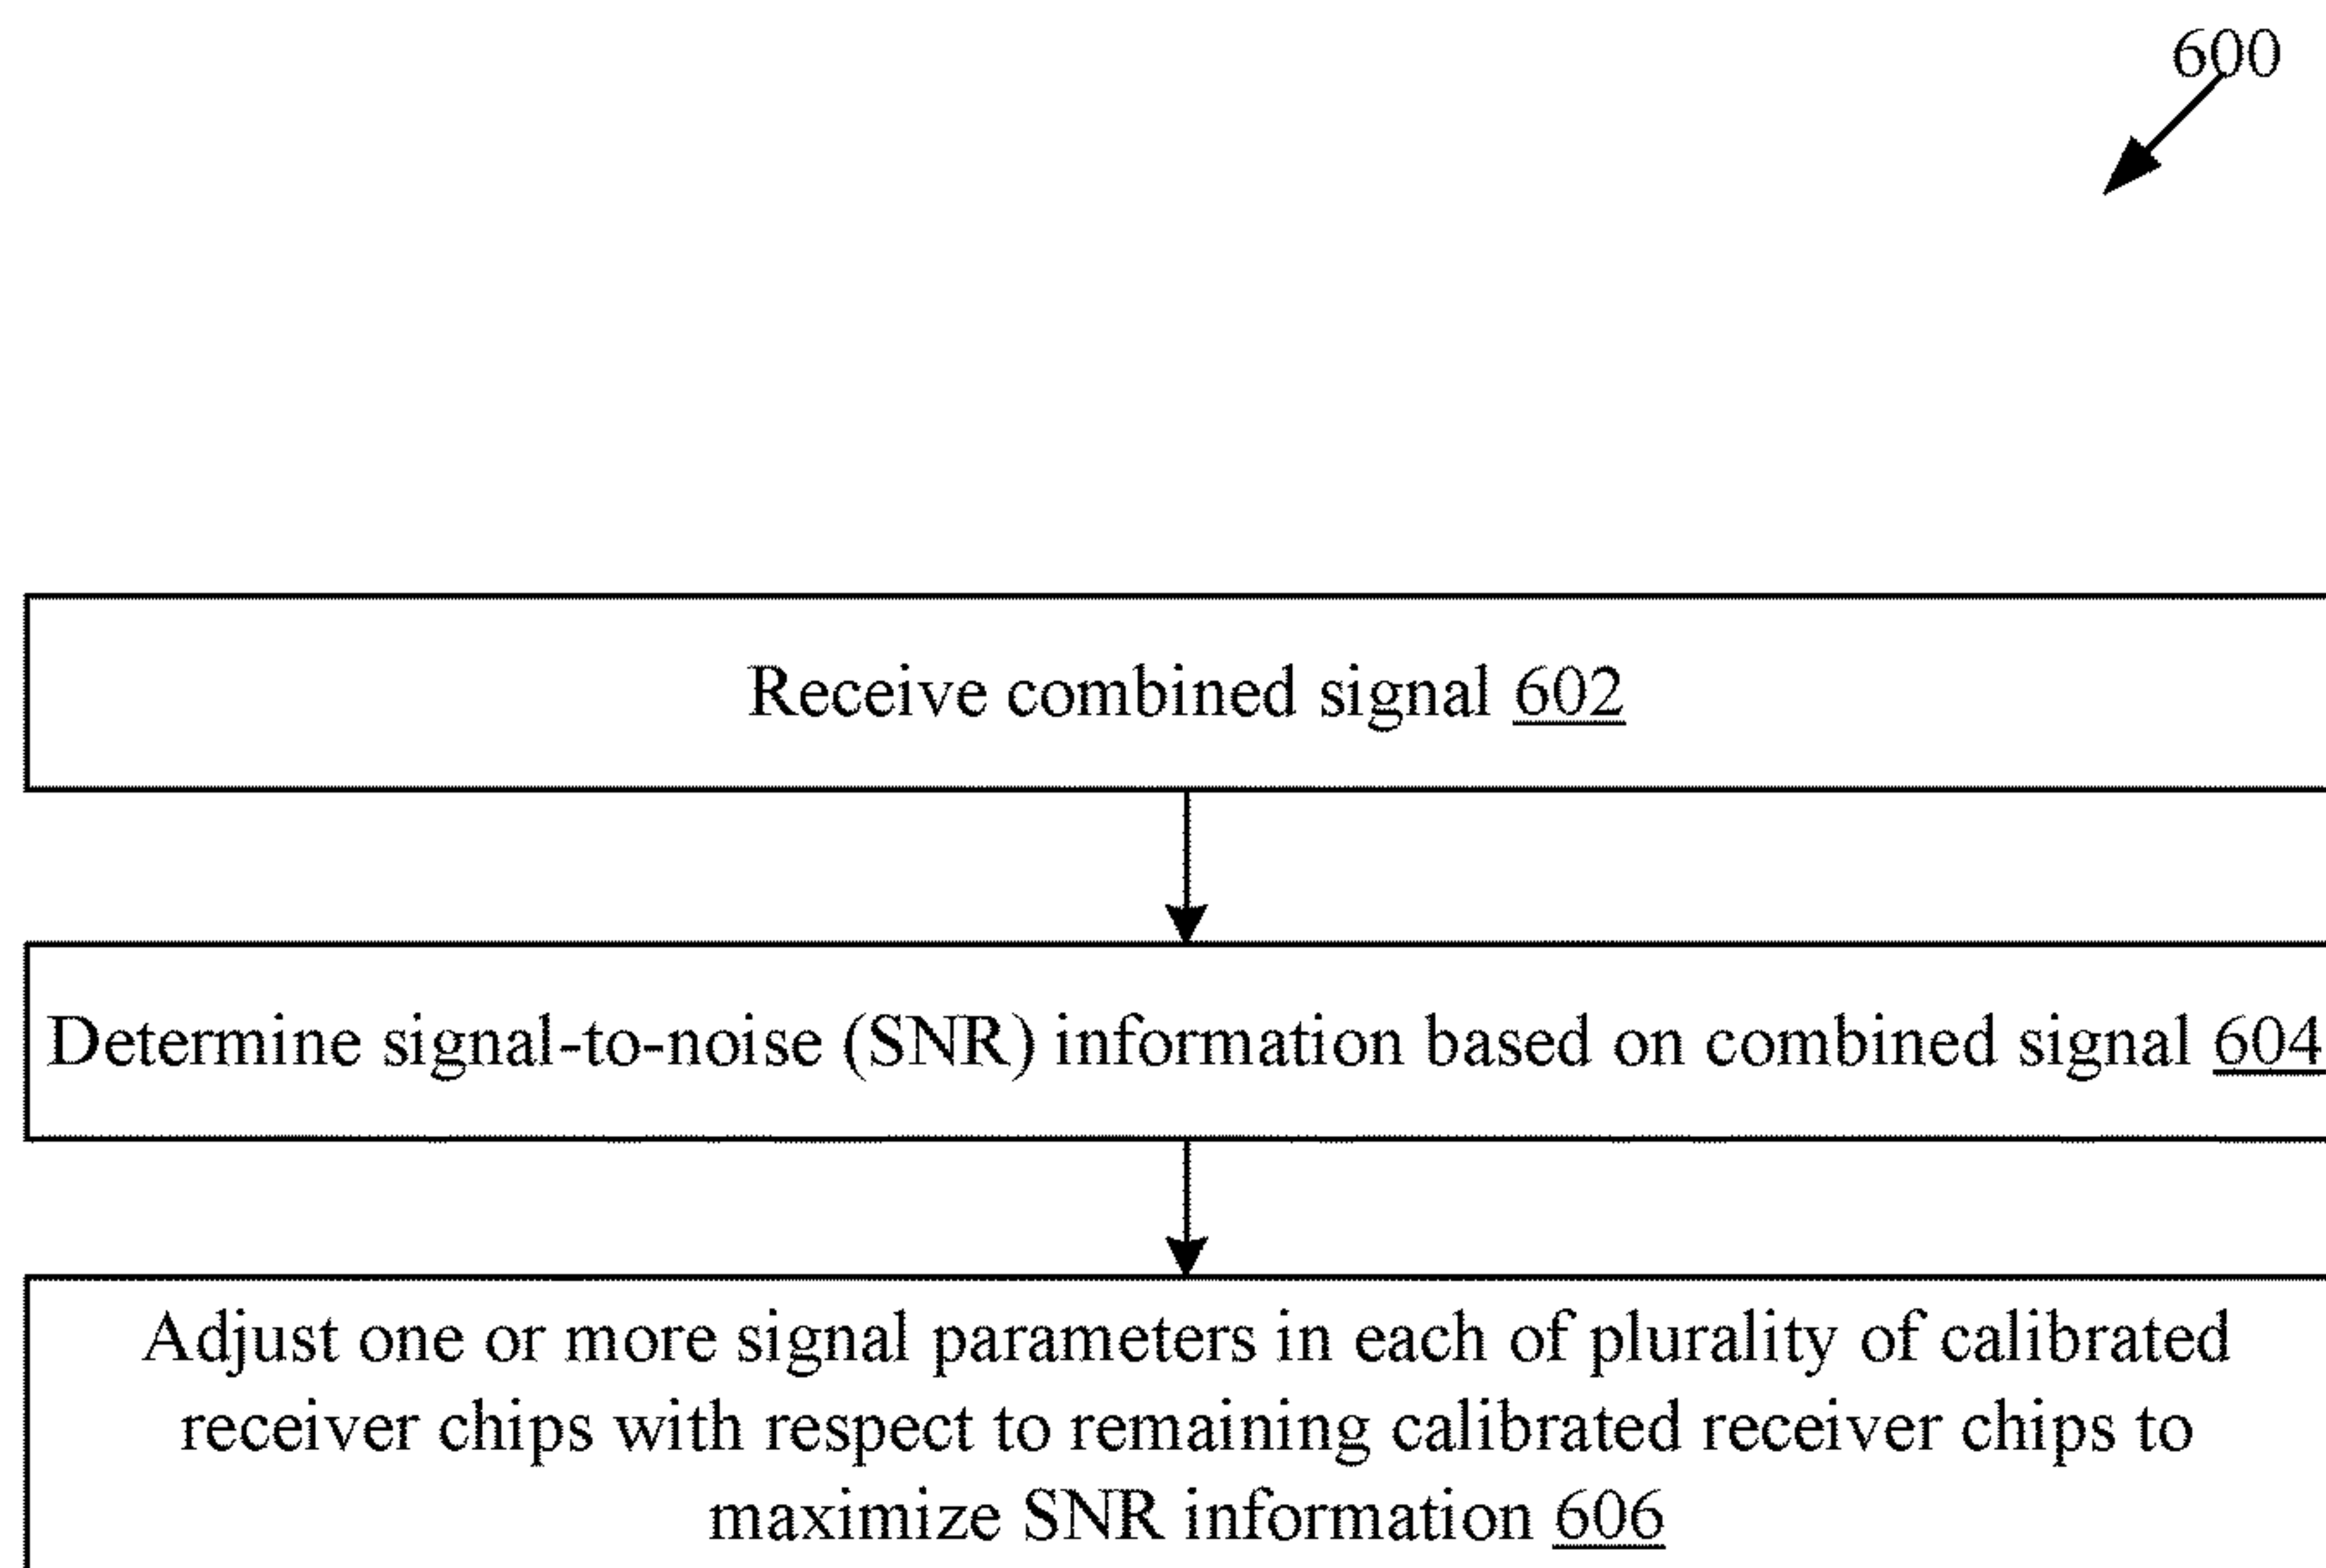 600
Receive combined signal 602
Determine signal-to-noise (SNR) information based on combined signal 604
Adjust one or more signal parameters in each of plurality of calibrated
receiver chips with respect to remaining calibrated receiver chips to
maximize SNR information 606